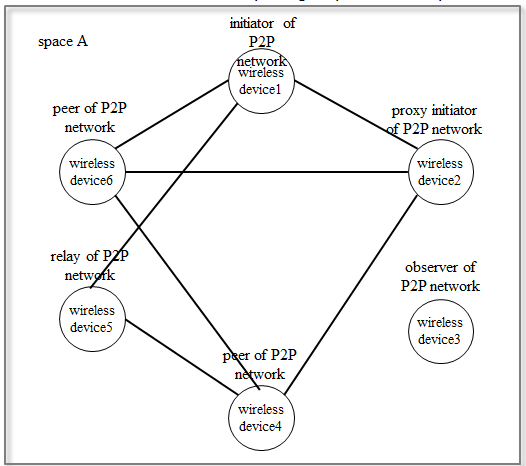 space A
initiator of
P2P
network
wireless
device1
peer of P2P
network
proxy initiator
of P2P network
wireless
device6
wireless
device2
relay of P2P
network
observer of
P2P network
wireless
device5
wireless
device3
peer of P2P
network
wireless
device4